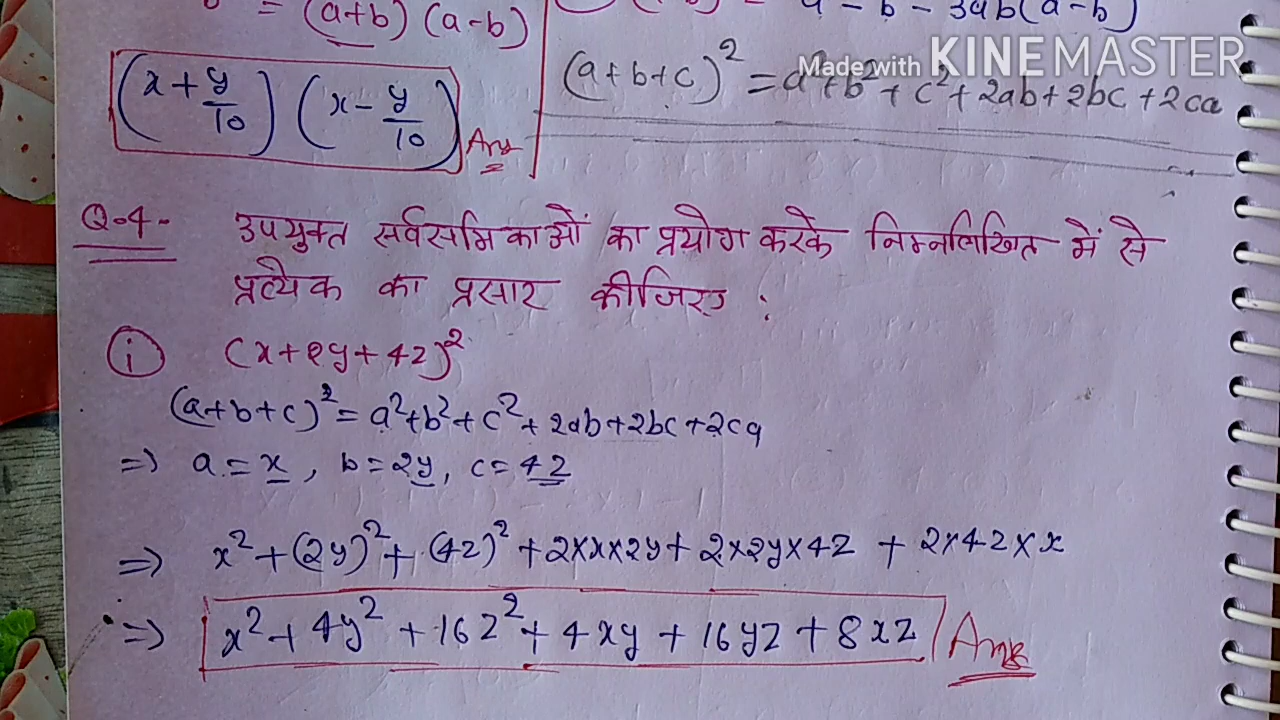 = (a+b) (a-b)
a - b - 3ab(a-b)
(x+y/10) (x-y/10) Ans
(a+b+c)² = a²+b²+c²+2ab+2bc+2ca
Made with KINEMASTER
Q.4- उपयुक्त सर्वसमिकाओं का प्रयोग करके निम्नलिखित में से
प्रत्येक का प्रसार कीजिए :
(i) (x+2y+4z)²
(a+b+c)² = a²+b²+c²+2ab+2bc+2ca
=> a = x, b=2y, c=4z
=> x²+(2y)²+(4z)²+2×x×2y+2×2y×4z + 2×4z×x
=> x²+4y²+16z²+4xy+16yz+8xz Ans